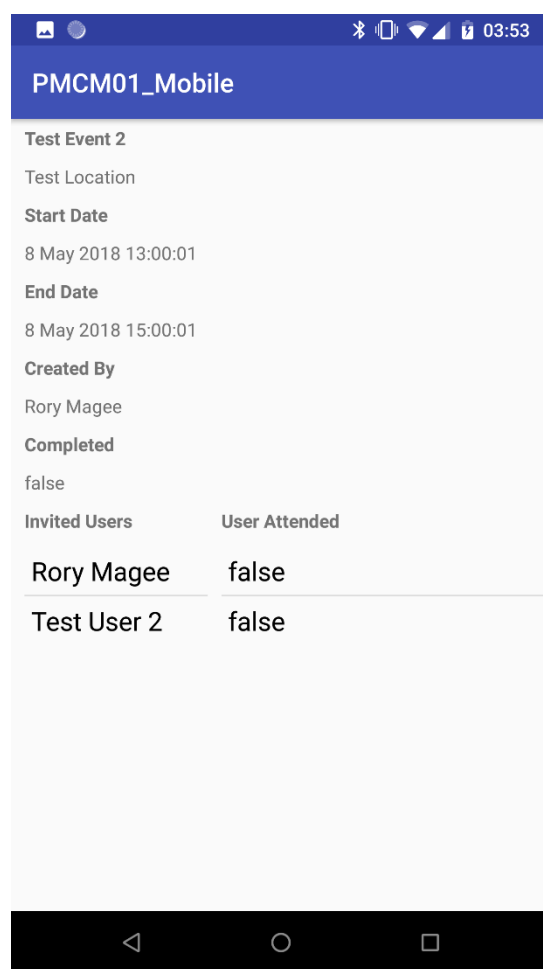 03:53
PMCM01_Mobile
Test Event 2
Test Location
Start Date
8 May 2018 13:00:01
End Date
8 May 2018 15:00:01
Created By
Rory Magee
Completed
false
Invited Users User Attended
Rory Magee false
Test User 2 false